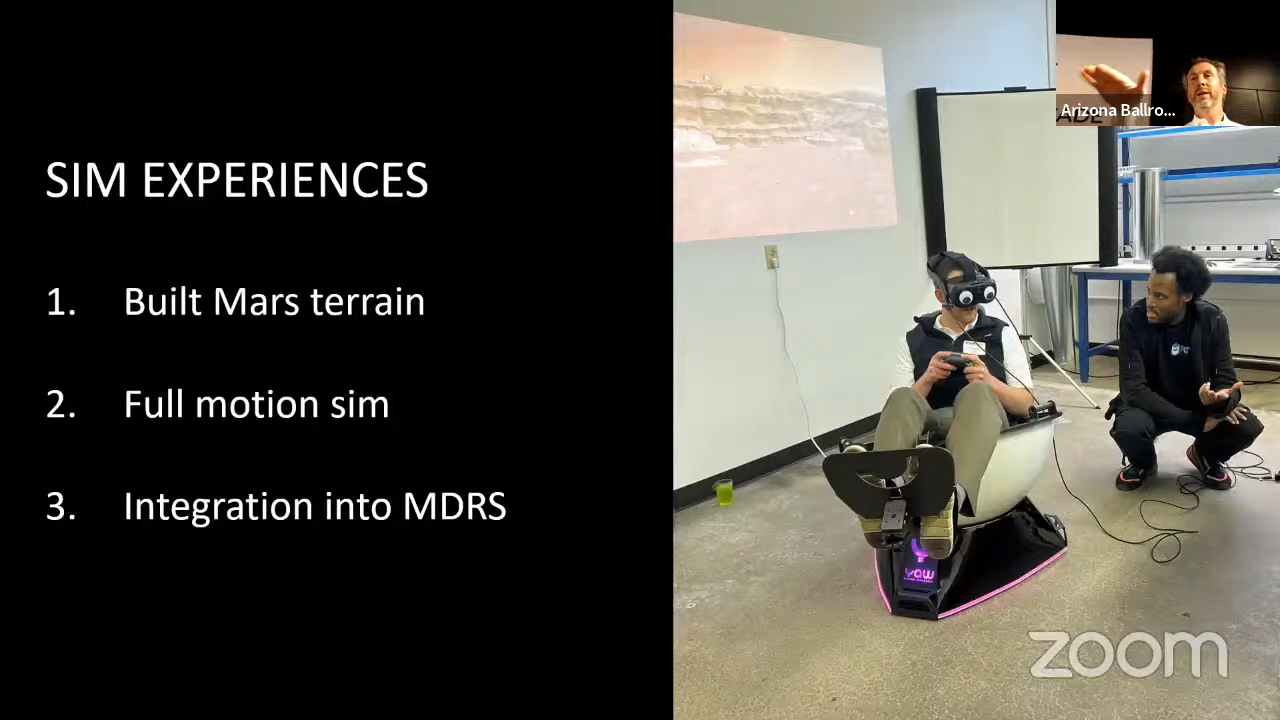 SIM EXPERIENCES
1. Built Mars terrain
2. Full motion sim
3. Integration into MDRS
Arizona Ballro...
yaw
zoom